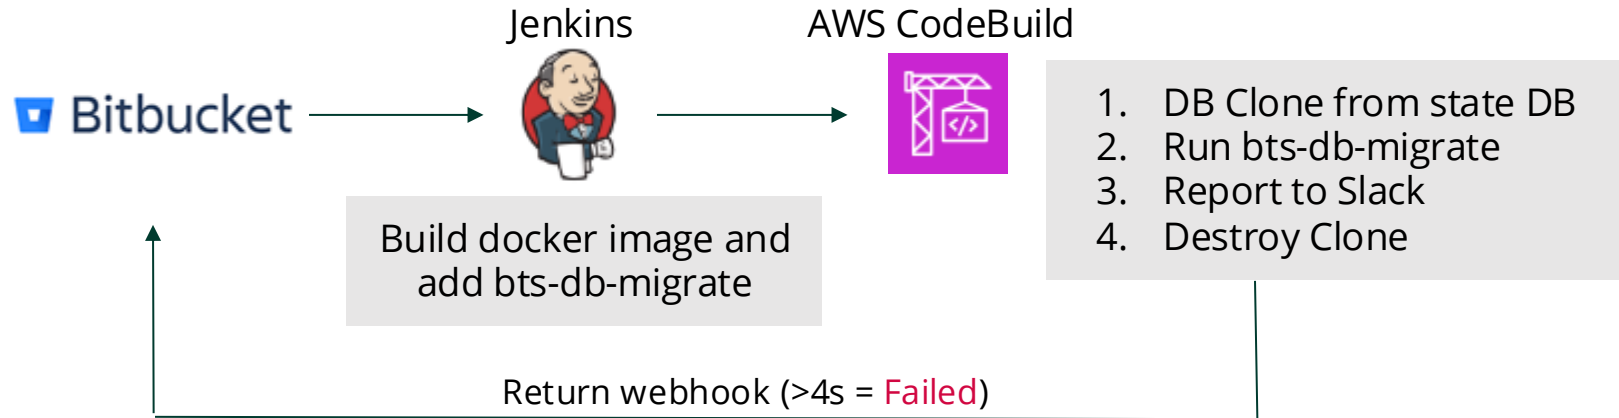 Jenkins
AWS CodeBuild
Bitbucket
</>
1. DB Clone from state DB
2. Run bts-db-migrate
3. Report to Slack
4. Destroy Clone
Build docker image and
add bts-db-migrate
Return webhook (>4s = Failed)